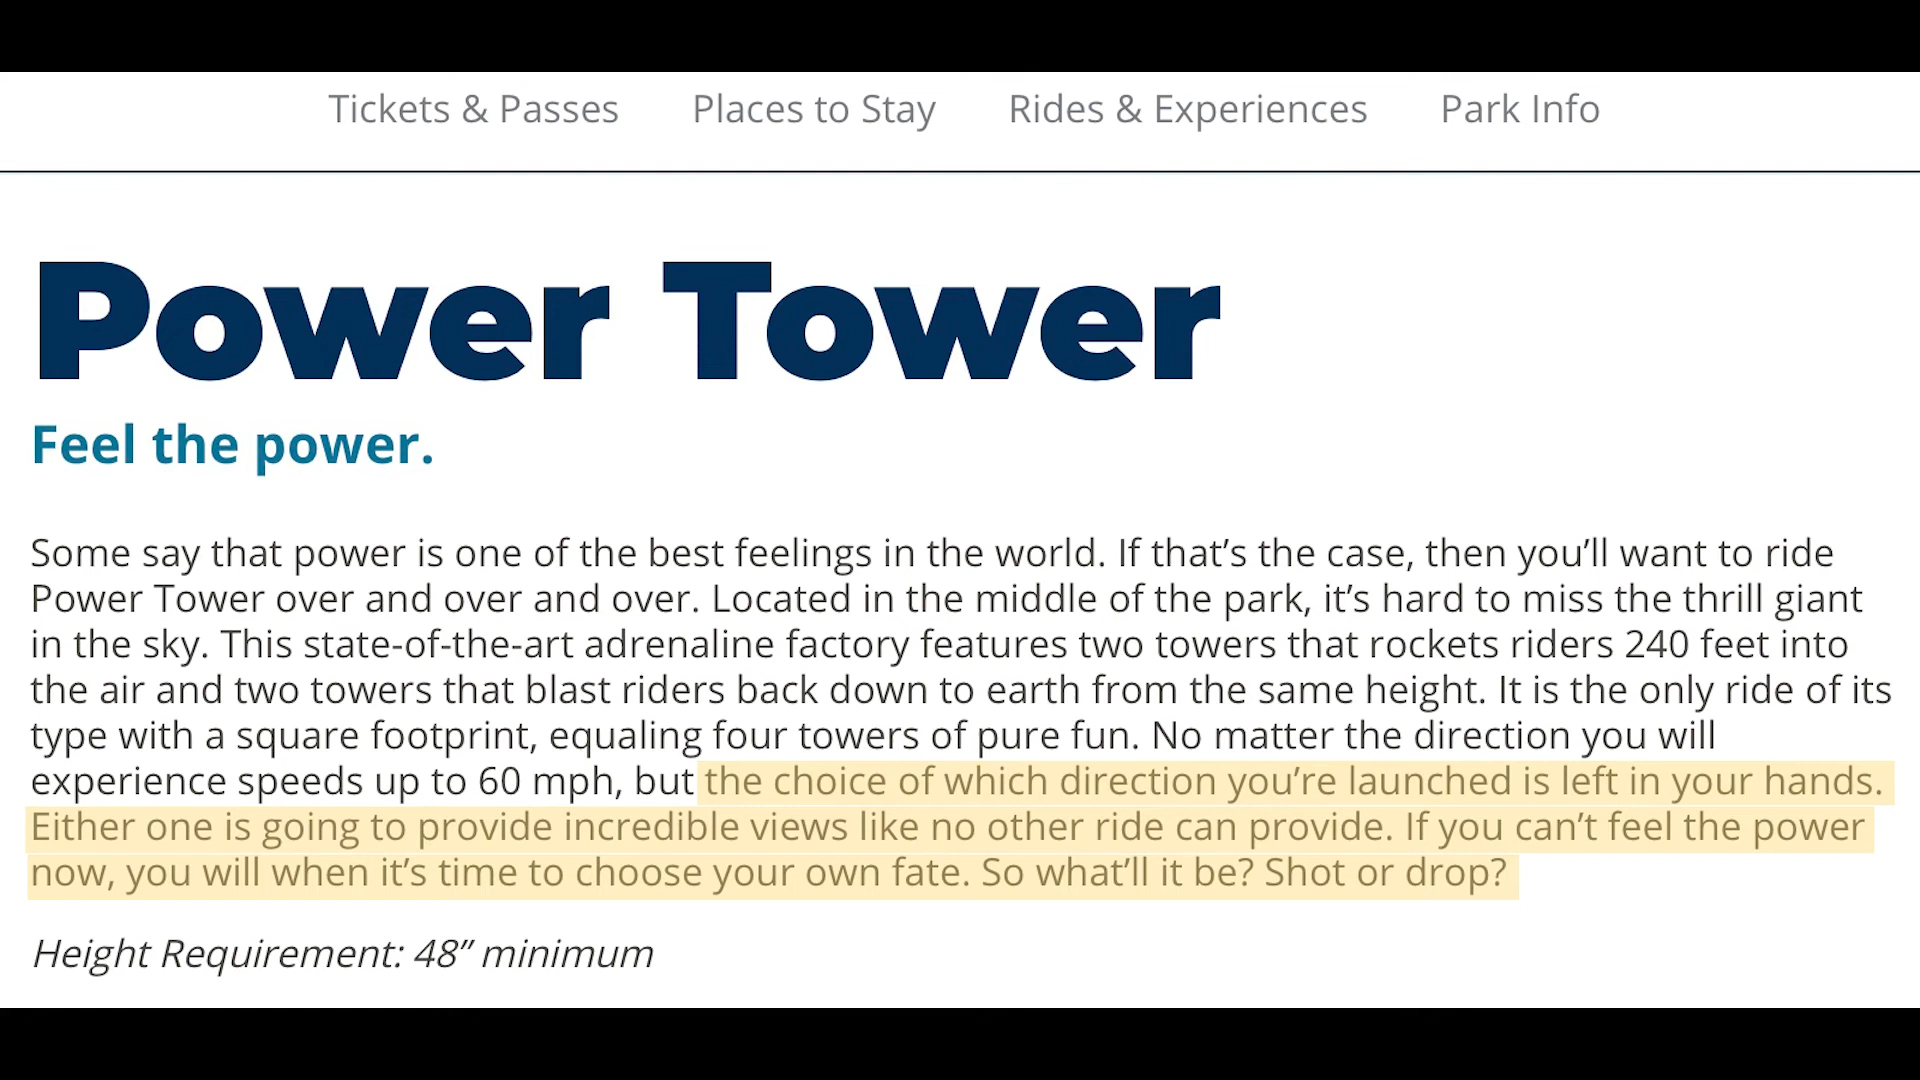 Tickets & Passes Places to Stay Rides & Experiences Park Info
Power Tower
Feel the power.
Some say that power is one of the best feelings in the world. If that’s the case, then you’ll want to ride
Power Tower over and over and over. Located in the middle of the park, it’s hard to miss the thrill giant
in the sky. This state-of-the-art adrenaline factory features two towers that rockets riders 240 feet into
the air and two towers that blast riders back down to earth from the same height. It is the only ride of its
type with a square footprint, equaling four towers of pure fun. No matter the direction you will
experience speeds up to 60 mph, but the choice of which direction you’re launched is left in your hands.
Either one is going to provide incredible views like no other ride can provide. If you can’t feel the power
now, you will when it’s time to choose your own fate. So what’ll it be? Shot or drop?
Height Requirement: 48” minimum